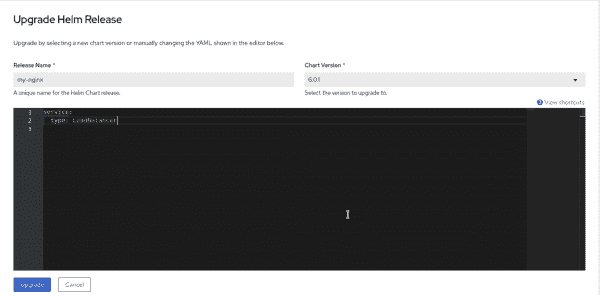 Upgrade Helm Release
Upgrade by selecting a new chart version or manually changing the YAML shown in the editor below.
Release Name *
Chart Version *
my-nginx
6.0.1
A unique name for the Helm Chart release.
Select the version to upgrade to.
View shortcuts
1 service:
2 type: LoadBalancer
3
Upgrade
Cancel